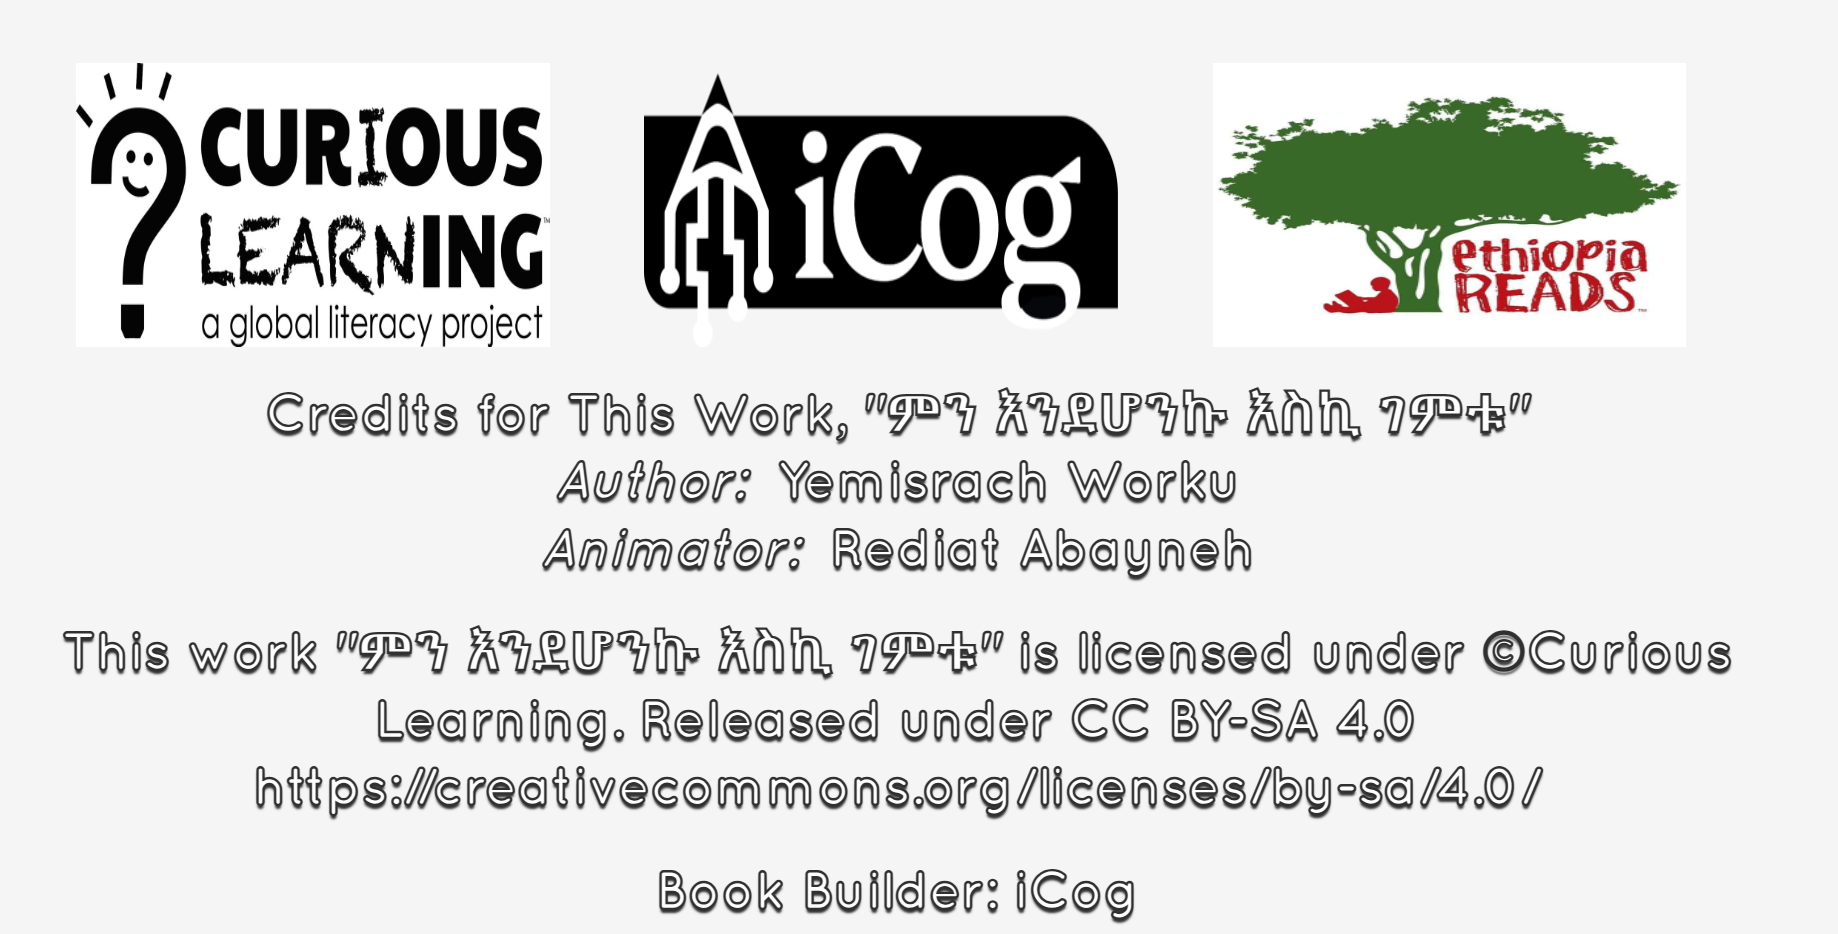 CURIOUS
LEARNING™
a global literacy project
iCog
ethiopia
READS™
Credits for This Work, "ምን እንደሆንኩ እስኪ ገምቱ"
Author: Yemisrach Worku
Animator: Rediat Abayneh
This work "ምን እንደሆንኩ እስኪ ገምቱ" is licensed under ©Curious
Learning. Released under CC BY-SA 4.0
https://creativecommons.org/licenses/by-sa/4.0/
Book Builder: iCog